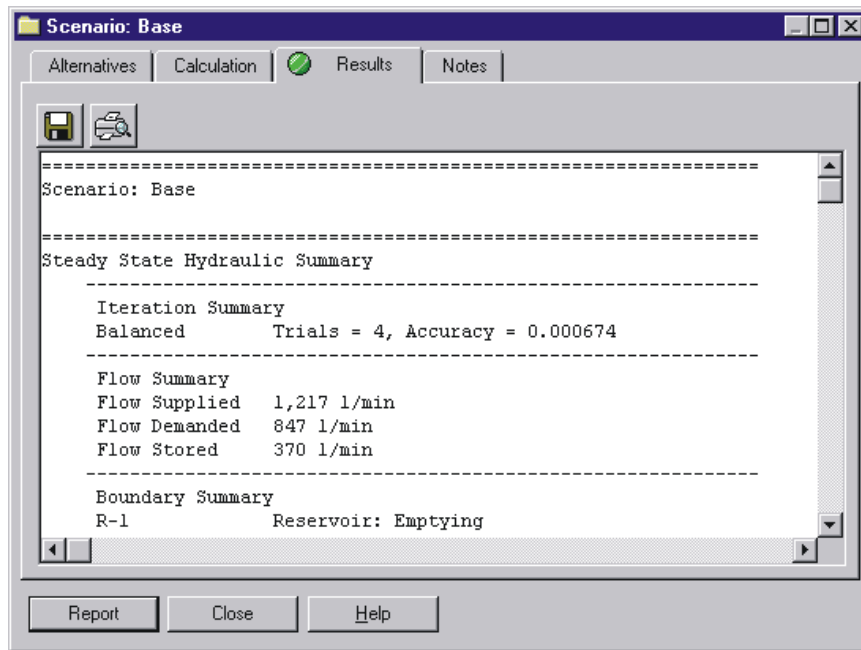 Scenario: Base
Alternatives Calculation Results Notes
==================================================================
Scenario: Base
==================================================================
Steady State Hydraulic Summary
--------------------------------------------------------------
Iteration Summary
Balanced Trials = 4, Accuracy = 0.000674
--------------------------------------------------------------
Flow Summary
Flow Supplied 1,217 l/min
Flow Demanded 847 l/min
Flow Stored 370 l/min
--------------------------------------------------------------
Boundary Summary
R-1 Reservoir: Emptying
Report Close Help